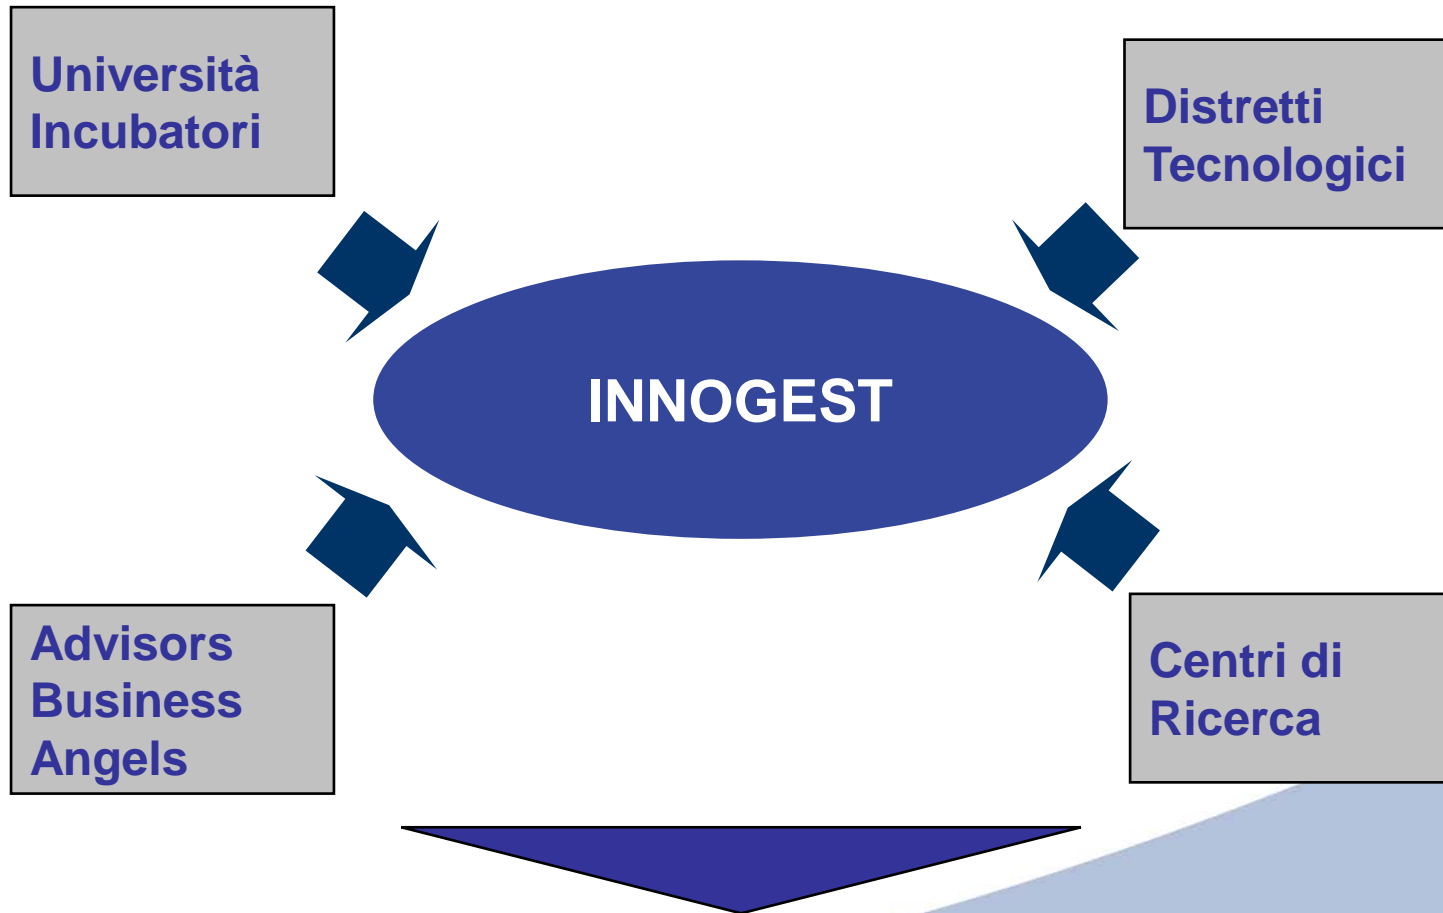 Università
Incubatori
Distretti
Tecnologici
INNOGEST
Advisors
Business
Angels
Centri di
Ricerca